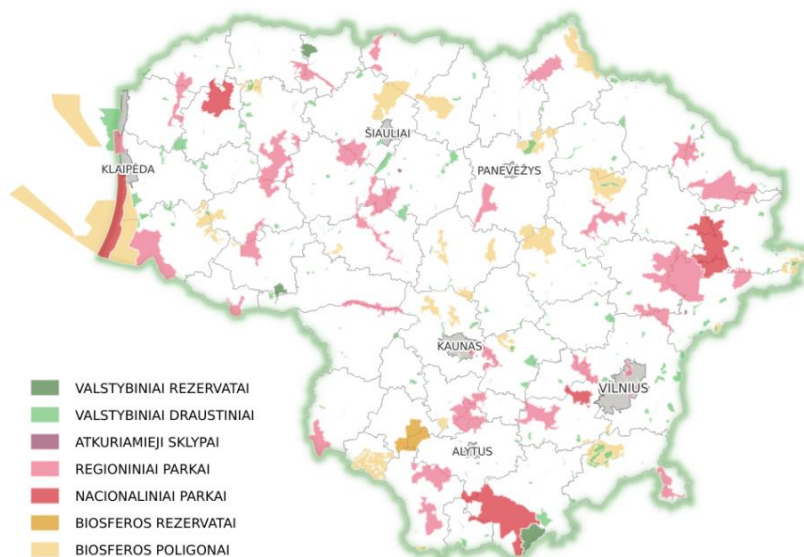 ŠIAULIAI
KLAIPĖDA
PANEVĖŽYS
KAUNAS
VILNIUS
ALYTUS
VALSTYBINIAI REZERVATAI
VALSTYBINIAI DRAUSTINIAI
ATKURIAMIEJI SKLYPAI
REGIONINIAI PARKAI
NACIONALINIAI PARKAI
BIOSFEROS REZERVATAI
BIOSFEROS POLIGONAI